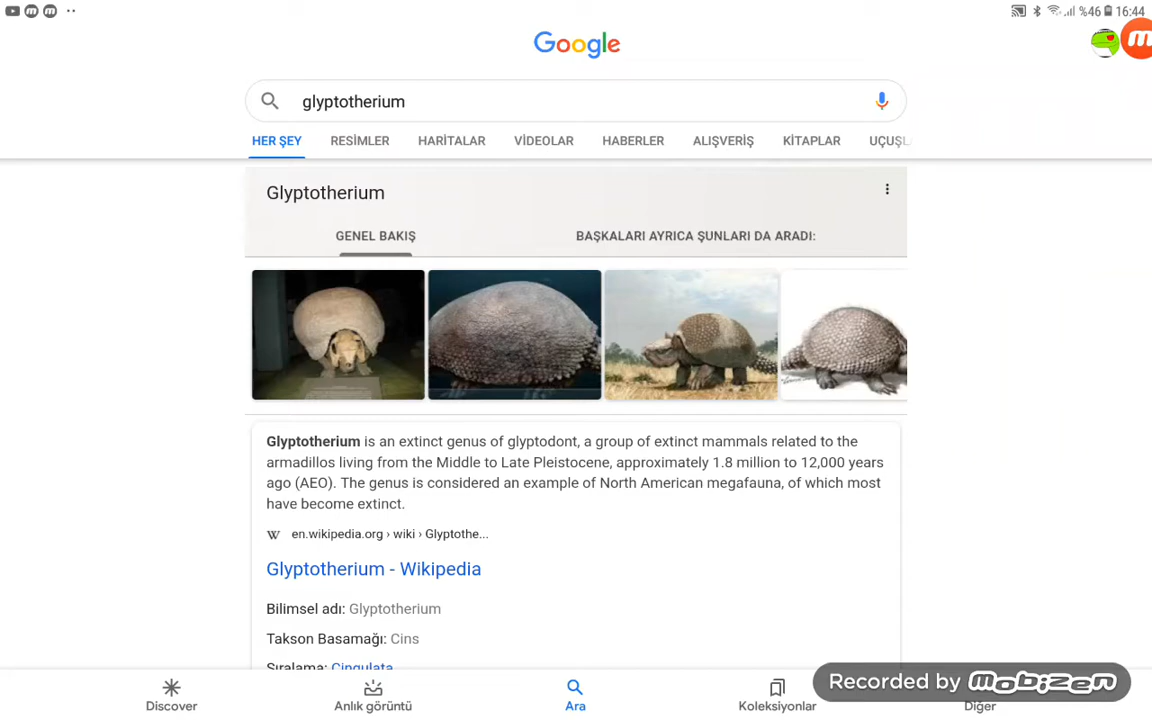 %46 16:44
Google
glyptotherium
HER ŞEY RESİMLER HARİTALAR VİDEOLAR HABERLER ALIŞVERİŞ KİTAPLAR UÇUŞL
Glyptotherium
GENEL BAKIŞ BAŞKALARI AYRICA ŞUNLARI DA ARADI:
Glyptotherium is an extinct genus of glyptodont, a group of extinct mammals related to the
armadillos living from the Middle to Late Pleistocene, approximately 1.8 million to 12,000 years
ago (AEO). The genus is considered an example of North American megafauna, of which most
have become extinct.
W en.wikipedia.org › wiki › Glyptothe...
Glyptotherium - Wikipedia
Bilimsel adı: Glyptotherium
Takson Basamağı: Cins
Sıralama: Cingulata
Recorded by mobizen
Discover Anlık görüntü Ara Koleksiyonlar Diğer